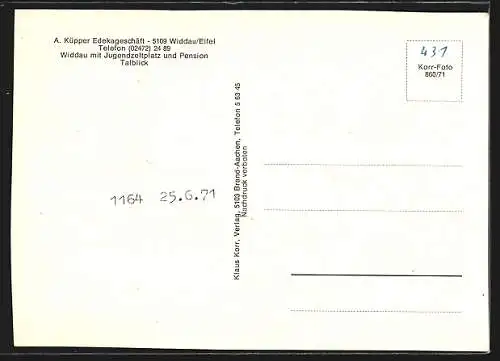 A. Küpper Edekageschäft - 5109 Widdau/Eifel
Telefon (02472) 24 89
Widdau mit Jugendzeltplatz und Pension
Talblick
431
Korr-Foto
860/71
1164 25.6.71
Klaus Korr, Verlag, 5103 Brand-Aachen, Telefon 5 63 45
Nachdruck verboten